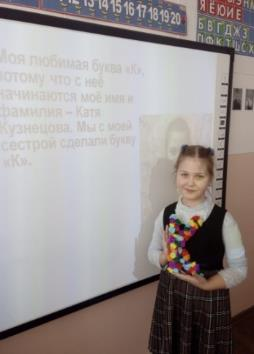 12 13 14 15 16 17 18 19 20
Я Ю Е И Ё
Б В Г Д Ж З
П Ф К Т Ш С
Моя любимая буква «К»,
потому что с неё
начинаются моё имя и
фамилия – Катя
Кузнецова. Мы с моей
сестрой сделали букву
«К».